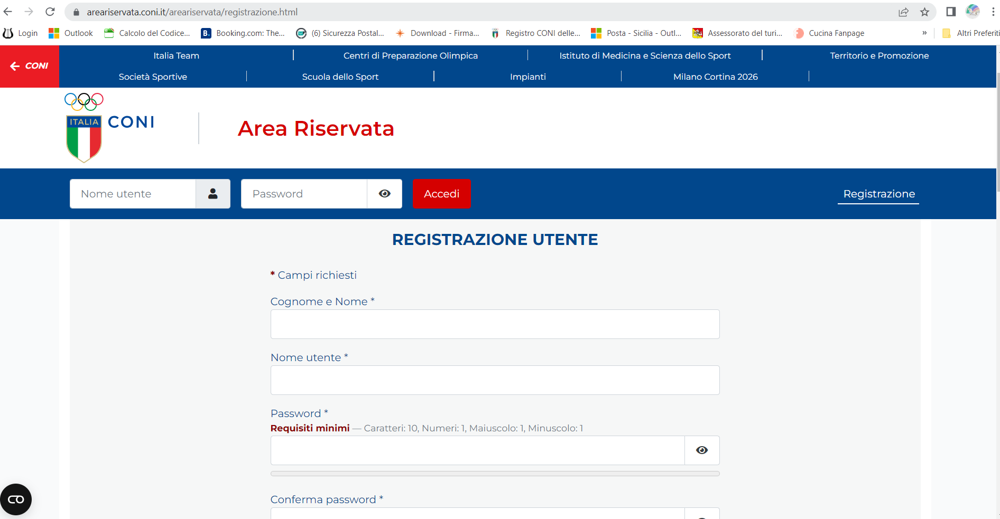 areariservata.coni.it/areariservata/registrazione.html
Login Outlook Calcolo del Codice... Booking.com: The... (6) Sicurezza Postal... Download - Firma... Registro CONI delle... Posta - Sicilia - Outl... Assessorato del turi... Cucina Fanpage » Altri Preferiti
CONI
Italia Team Centri di Preparazione Olimpica Istituto di Medicina e Scienza dello Sport Territorio e Promozione
Società Sportive Scuola dello Sport Impianti Milano Cortina 2026
ITALIA CONI
Area Riservata
Nome utente Password Accedi Registrazione
REGISTRAZIONE UTENTE
* Campi richiesti
Cognome e Nome *
Nome utente *
Password *
Requisiti minimi — Caratteri: 10, Numeri: 1, Maiuscolo: 1, Minuscolo: 1
Conferma password *